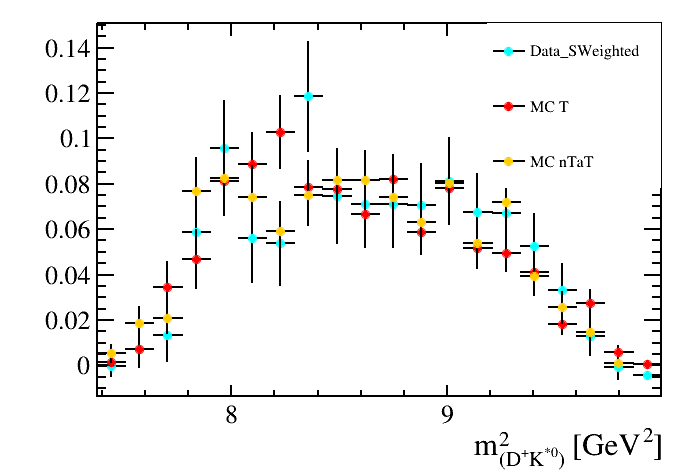 0.14
0.12
0.1
0.08
0.06
0.04
0.02
0
Data_SWeighted
MC T
MC nTaT
8
9
m²(D⁺K*⁰) [GeV²]